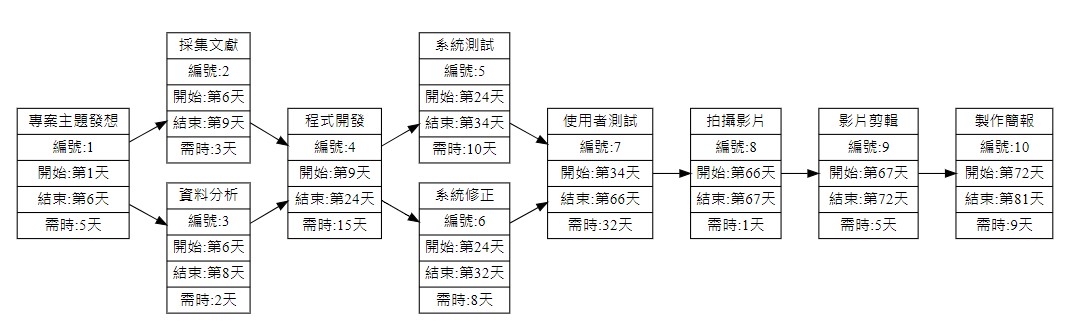 專案主題發想
編號:1
開始:第1天
結束:第6天
需時:5天
採集文獻
編號:2
開始:第6天
結束:第9天
需時:3天
資料分析
編號:3
開始:第6天
結束:第8天
需時:2天
程式開發
編號:4
開始:第9天
結束:第24天
需時:15天
系統測試
編號:5
開始:第24天
結束:第34天
需時:10天
系統修正
編號:6
開始:第24天
結束:第32天
需時:8天
使用者測試
編號:7
開始:第34天
結束:第66天
需時:32天
拍攝影片
編號:8
開始:第66天
結束:第67天
需時:1天
影片剪輯
編號:9
開始:第67天
結束:第72天
需時:5天
製作簡報
編號:10
開始:第72天
結束:第81天
需時:9天